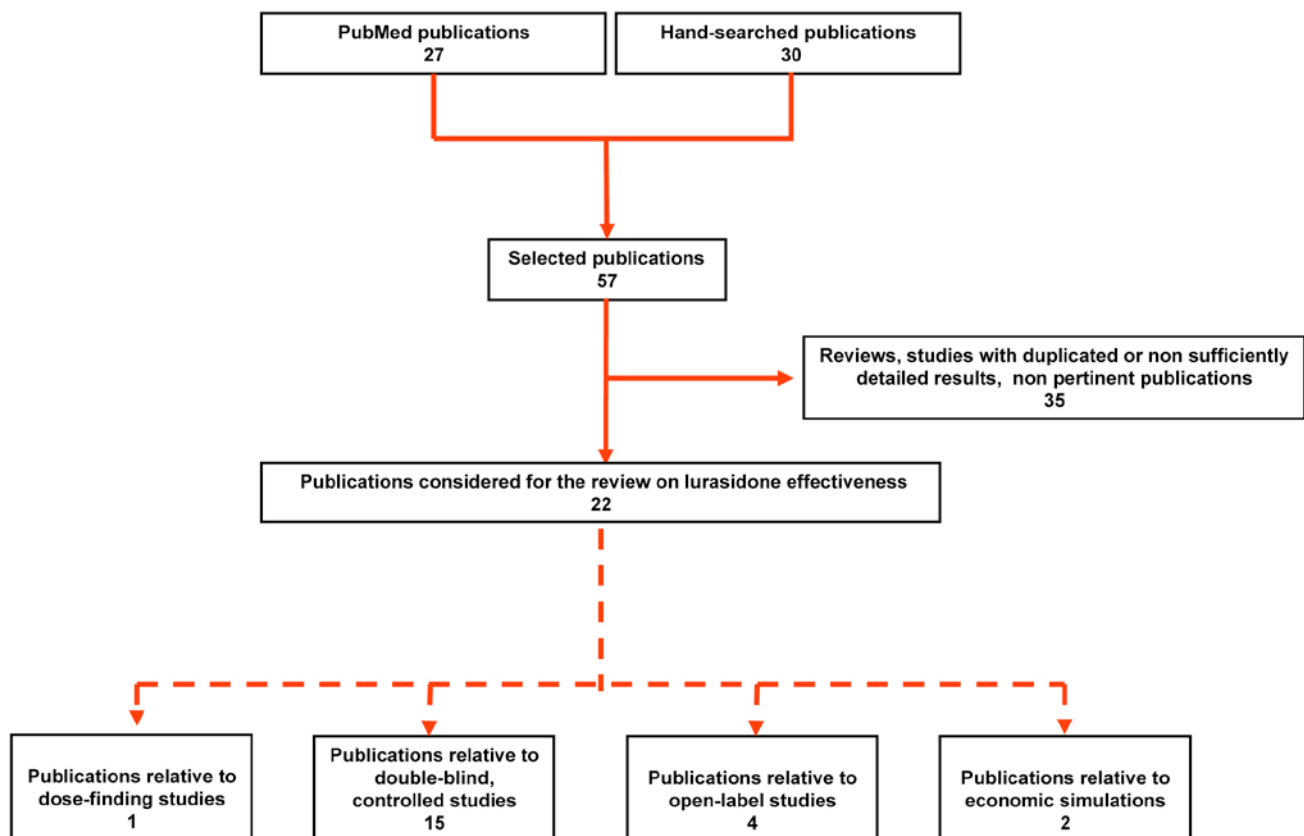 PubMed publications
27
Hand-searched publications
30
Selected publications
57
Reviews, studies with duplicated or non sufficiently
detailed results, non pertinent publications
35
Publications considered for the review on lurasidone effectiveness
22
Publications relative to
dose-finding studies
1
Publications relative to
double-blind,
controlled studies
15
Publications relative to
open-label studies
4
Publications relative to
economic simulations
2